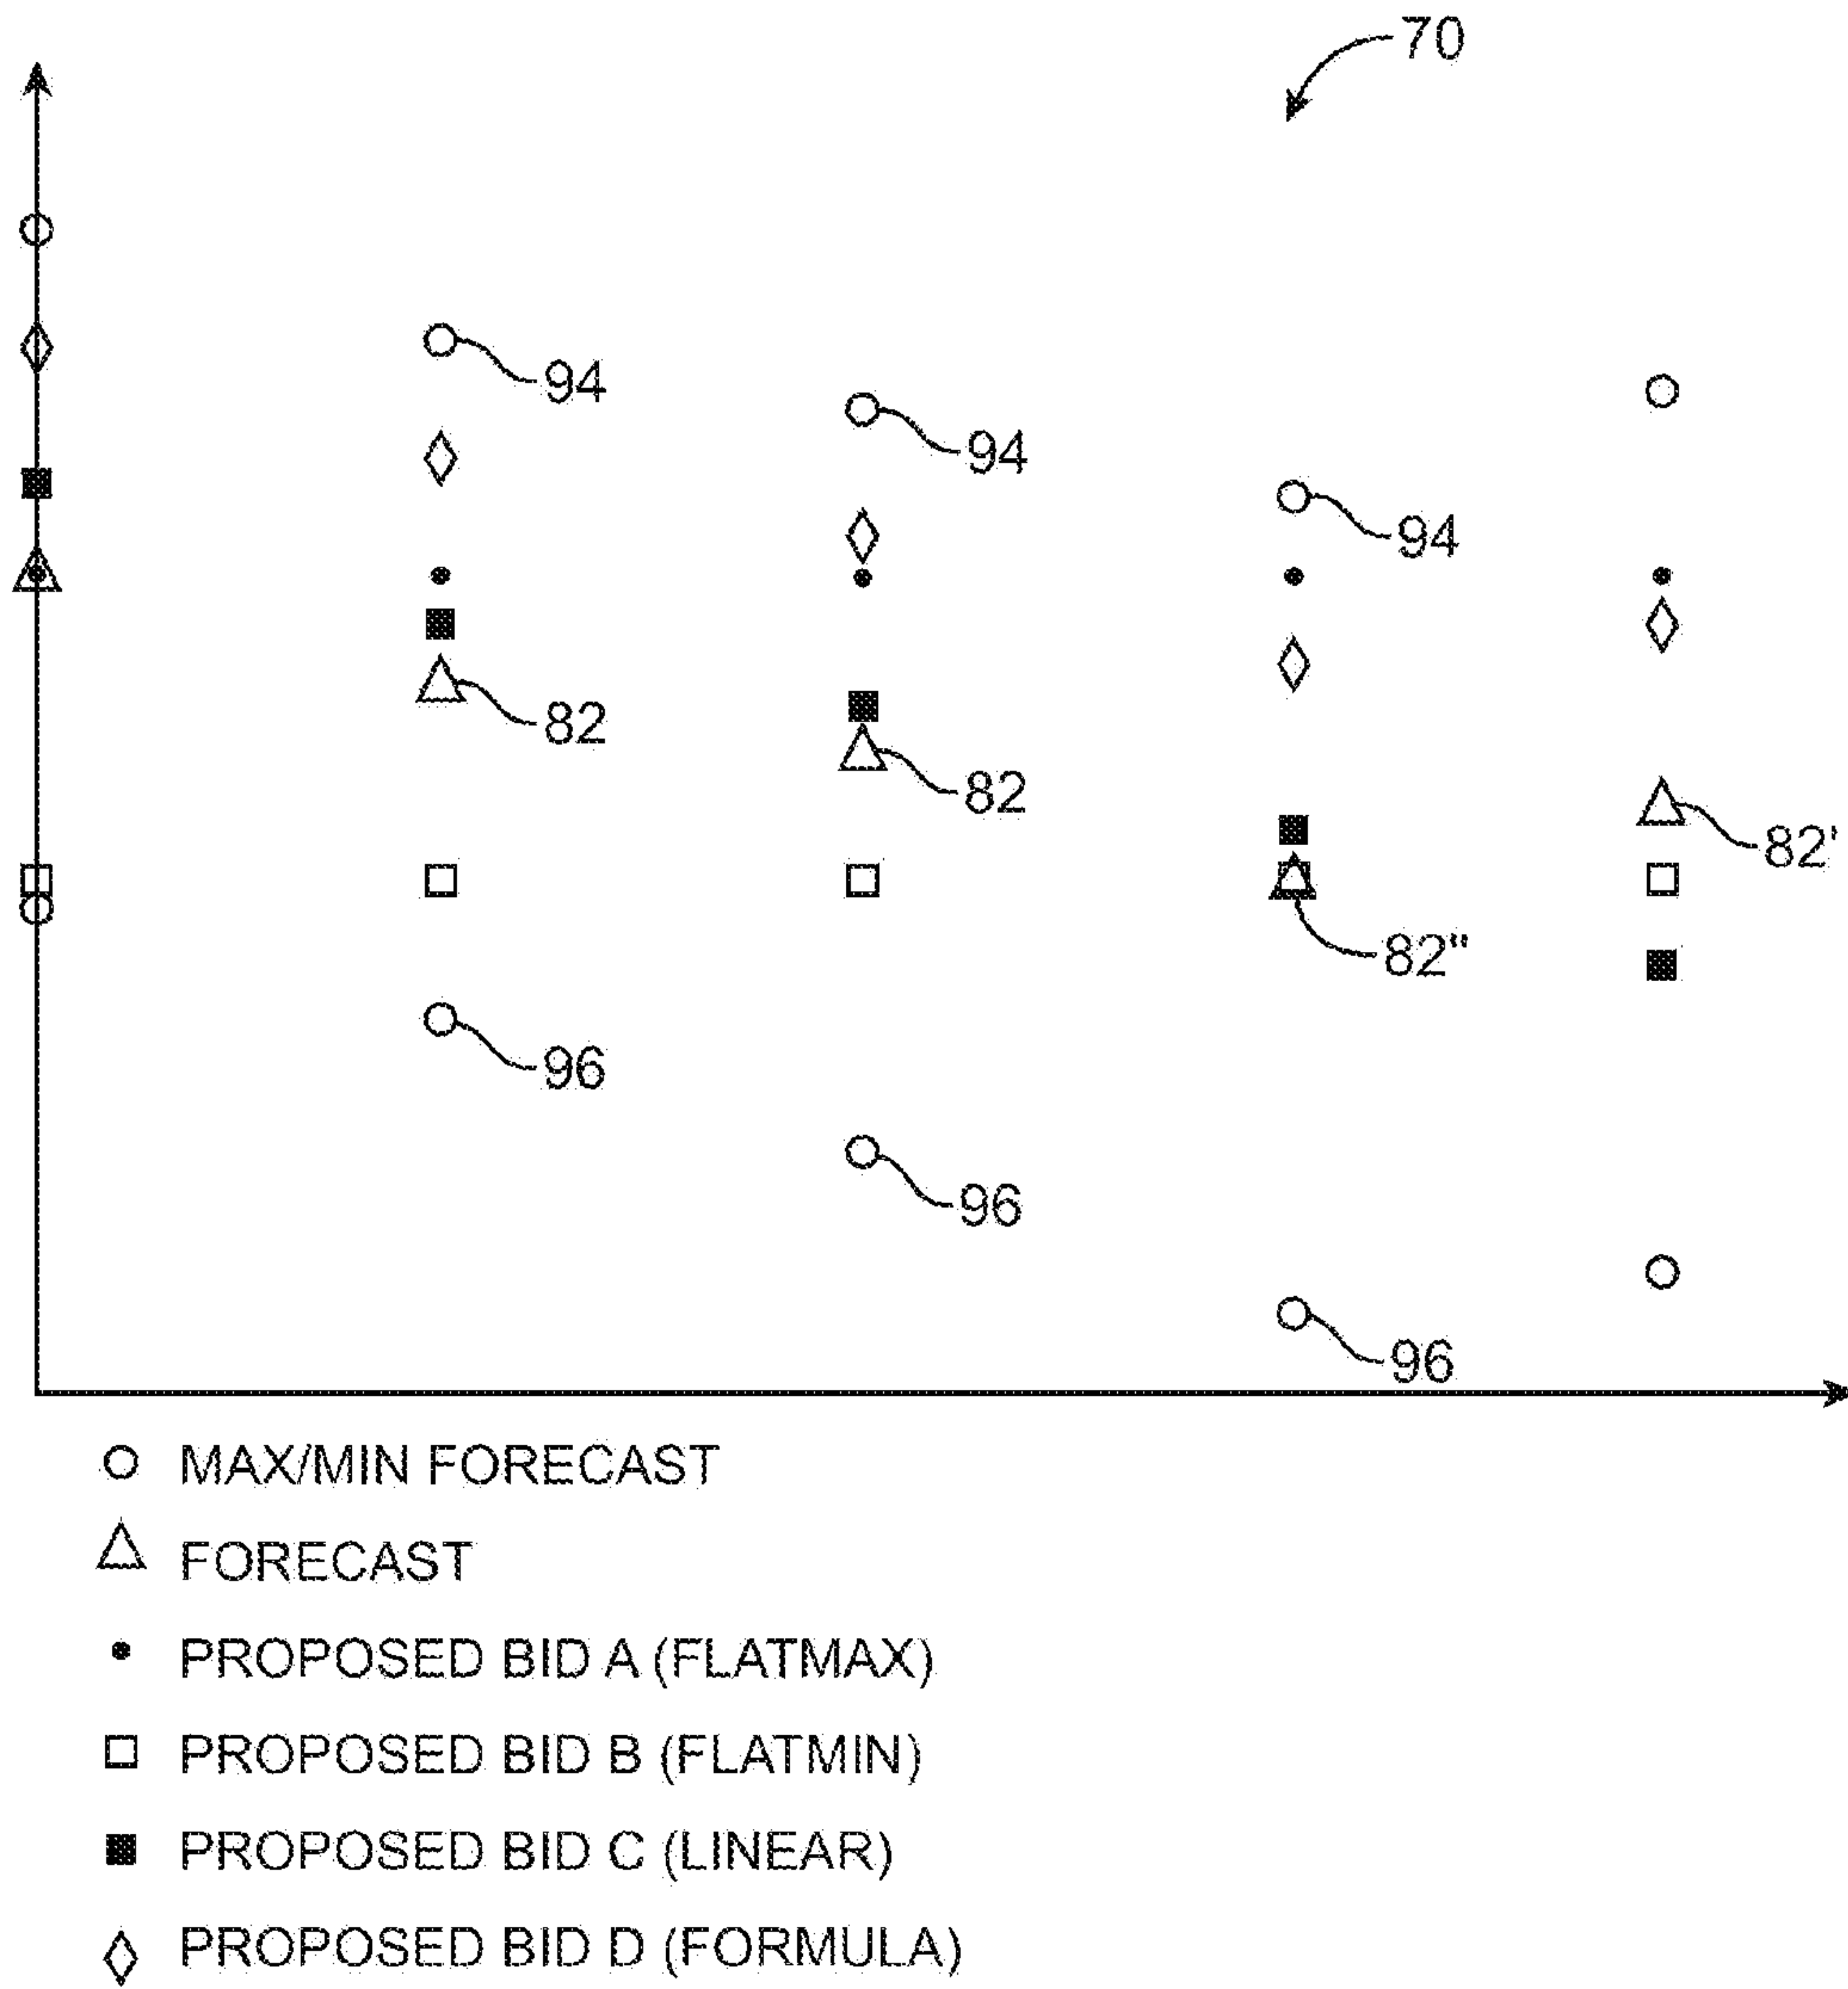 70
94
94
94
82
82
82'
82"
96
96
96
MAX/MIN FORECAST
FORECAST
PROPOSED BID A (FLATMAX)
PROPOSED BID B (FLATMIN)
PROPOSED BID C (LINEAR)
PROPOSED BID D (FORMULA)